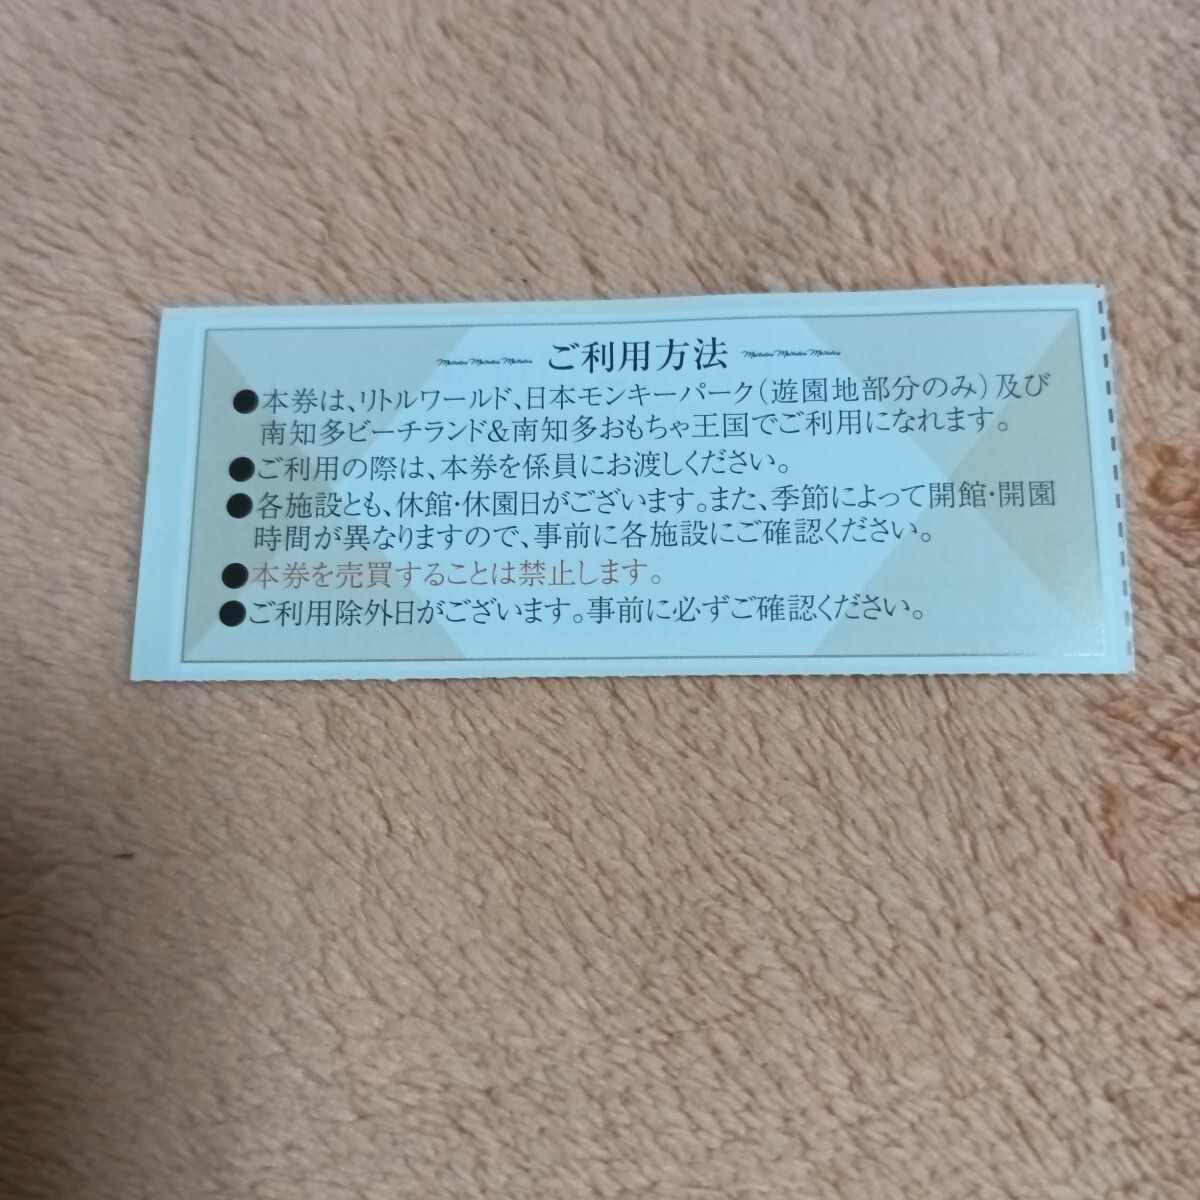 Meitetsu Meitetsu Meitetsu ご利用方法 Meitetsu Meitetsu Meitetsu
●本券は、リトルワールド、日本モンキーパーク(遊園地部分のみ)及び
南知多ビーチランド&南知多おもちゃ王国でご利用になれます。
●ご利用の際は、本券を係員にお渡しください。
●各施設とも、休館・休園日がございます。また、季節によって開館・開園
時間が異なりますので、事前に各施設にご確認ください。
●本券を売買することは禁止します。
●ご利用除外日がございます。事前に必ずご確認ください。